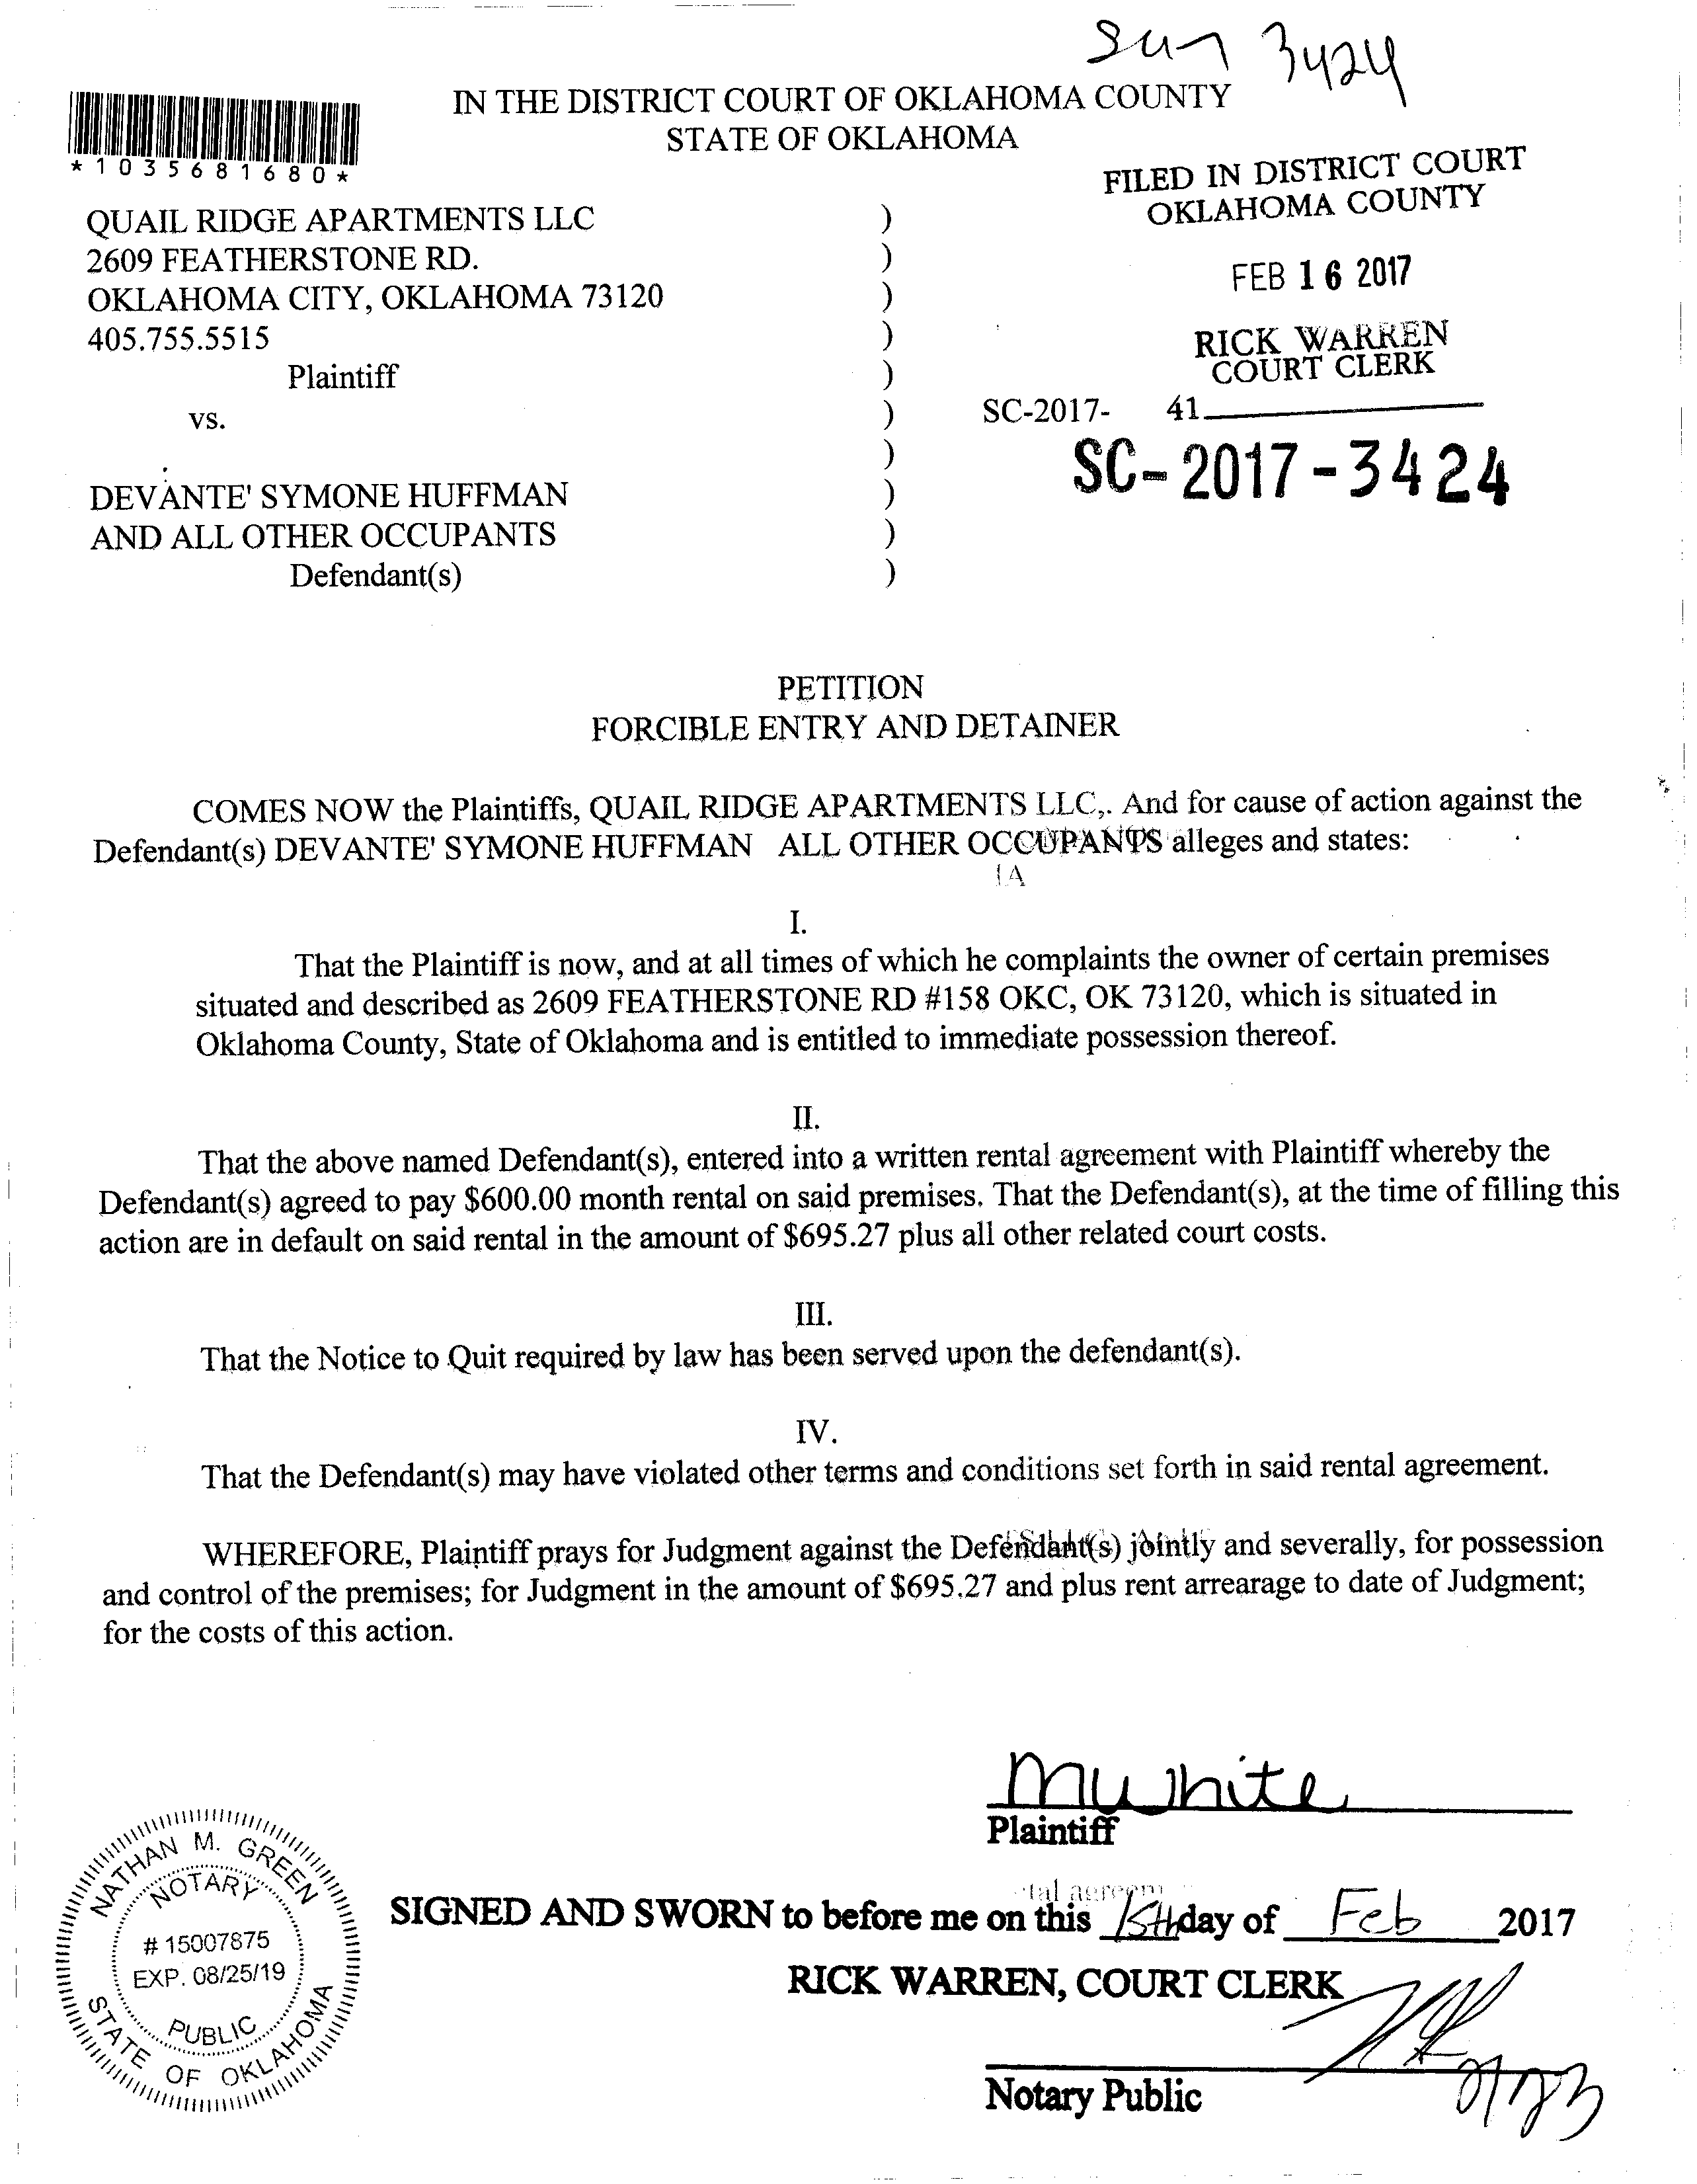 3424
IN THE DISTRICT COURT OF OKLAHOMA COUNTY
STATE OF OKLAHOMA
*1035681680*
FILED IN DISTRICT COURT
OKLAHOMA COUNTY
FEB 16 2017
RICK WARREN
COURT CLERK
QUAIL RIDGE APARTMENTS LLC )
2609 FEATHERSTONE RD. )
OKLAHOMA CITY, OKLAHOMA 73120 )
405.755.5515 )
Plaintiff )
vs. ) SC-2017- 41
) SC-2017-3424
DEVANTE' SYMONE HUFFMAN )
AND ALL OTHER OCCUPANTS )
Defendant(s) )
PETITION
FORCIBLE ENTRY AND DETAINER
COMES NOW the Plaintiffs, QUAIL RIDGE APARTMENTS LLC,. And for cause of action against the
Defendant(s) DEVANTE' SYMONE HUFFMAN ALL OTHER OCCUPANTS alleges and states:
I.
That the Plaintiff is now, and at all times of which he complaints the owner of certain premises
situated and described as 2609 FEATHERSTONE RD #158 OKC, OK 73120, which is situated in
Oklahoma County, State of Oklahoma and is entitled to immediate possession thereof.
II.
That the above named Defendant(s), entered into a written rental agreement with Plaintiff whereby the
Defendant(s) agreed to pay $600.00 month rental on said premises. That the Defendant(s), at the time of filling this
action are in default on said rental in the amount of $695.27 plus all other related court costs.
III.
That the Notice to Quit required by law has been served upon the defendant(s).
IV.
That the Defendant(s) may have violated other terms and conditions set forth in said rental agreement.
WHEREFORE, Plaintiff prays for Judgment against the Defendant(s) jointly and severally, for possession
and control of the premises; for Judgment in the amount of $695.27 and plus rent arrearage to date of Judgment;
for the costs of this action.
MWhite
Plaintiff
NATHAN M. GREEN
NOTARY
# 15007875
EXP. 08/25/19
PUBLIC
STATE OF OKLAHOMA
SIGNED AND SWORN to before me on this 15th day of Feb 2017
RICK WARREN, COURT CLERK
Notary Public